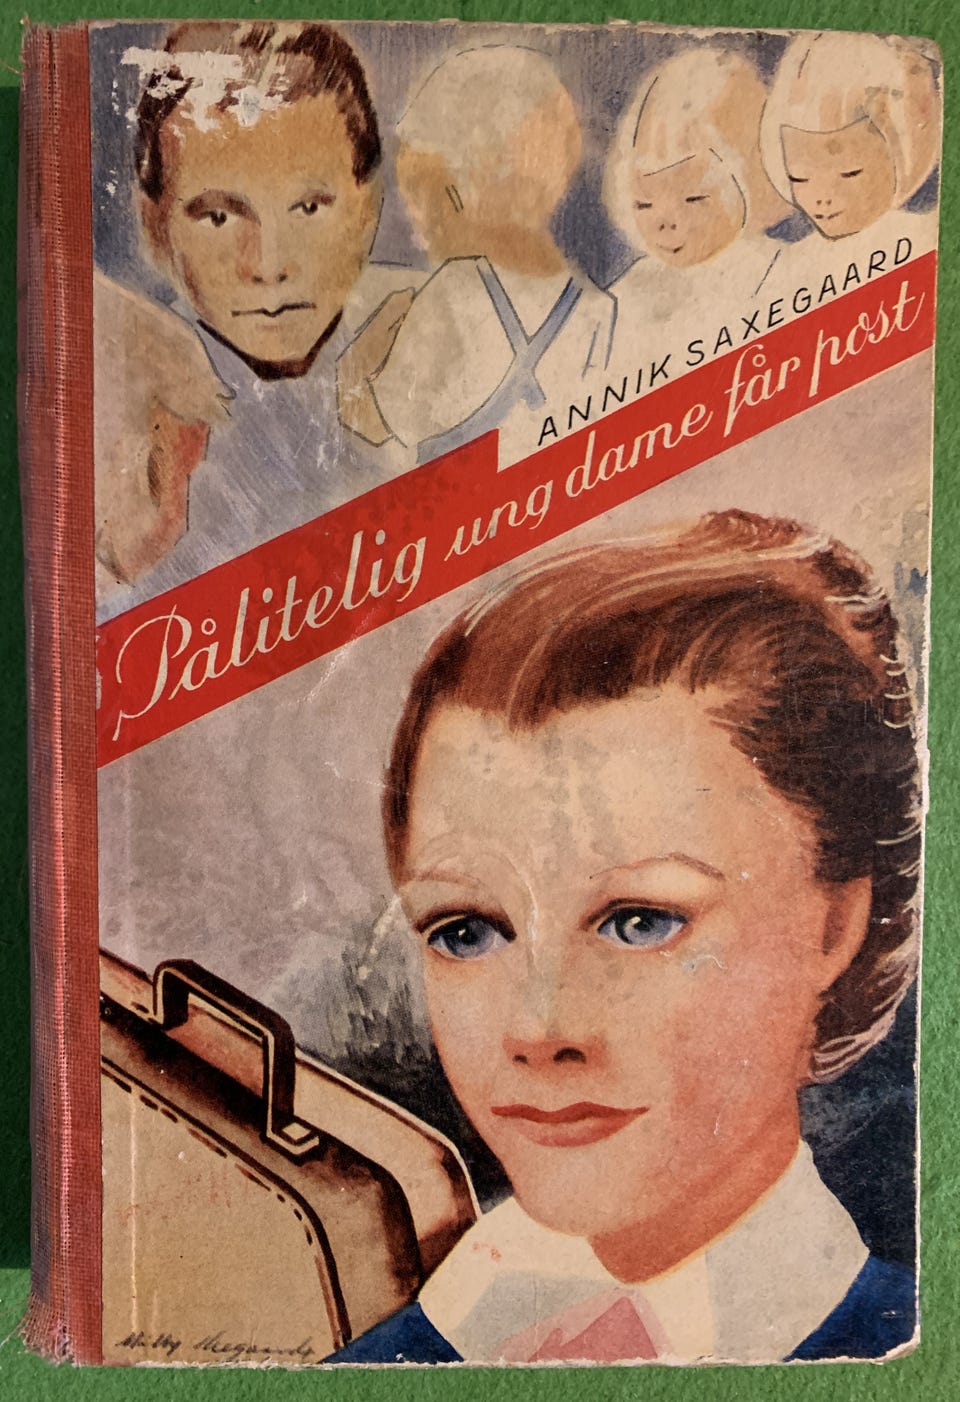 ANNIK SAXEGAARD
Pålitelig ung dame får post